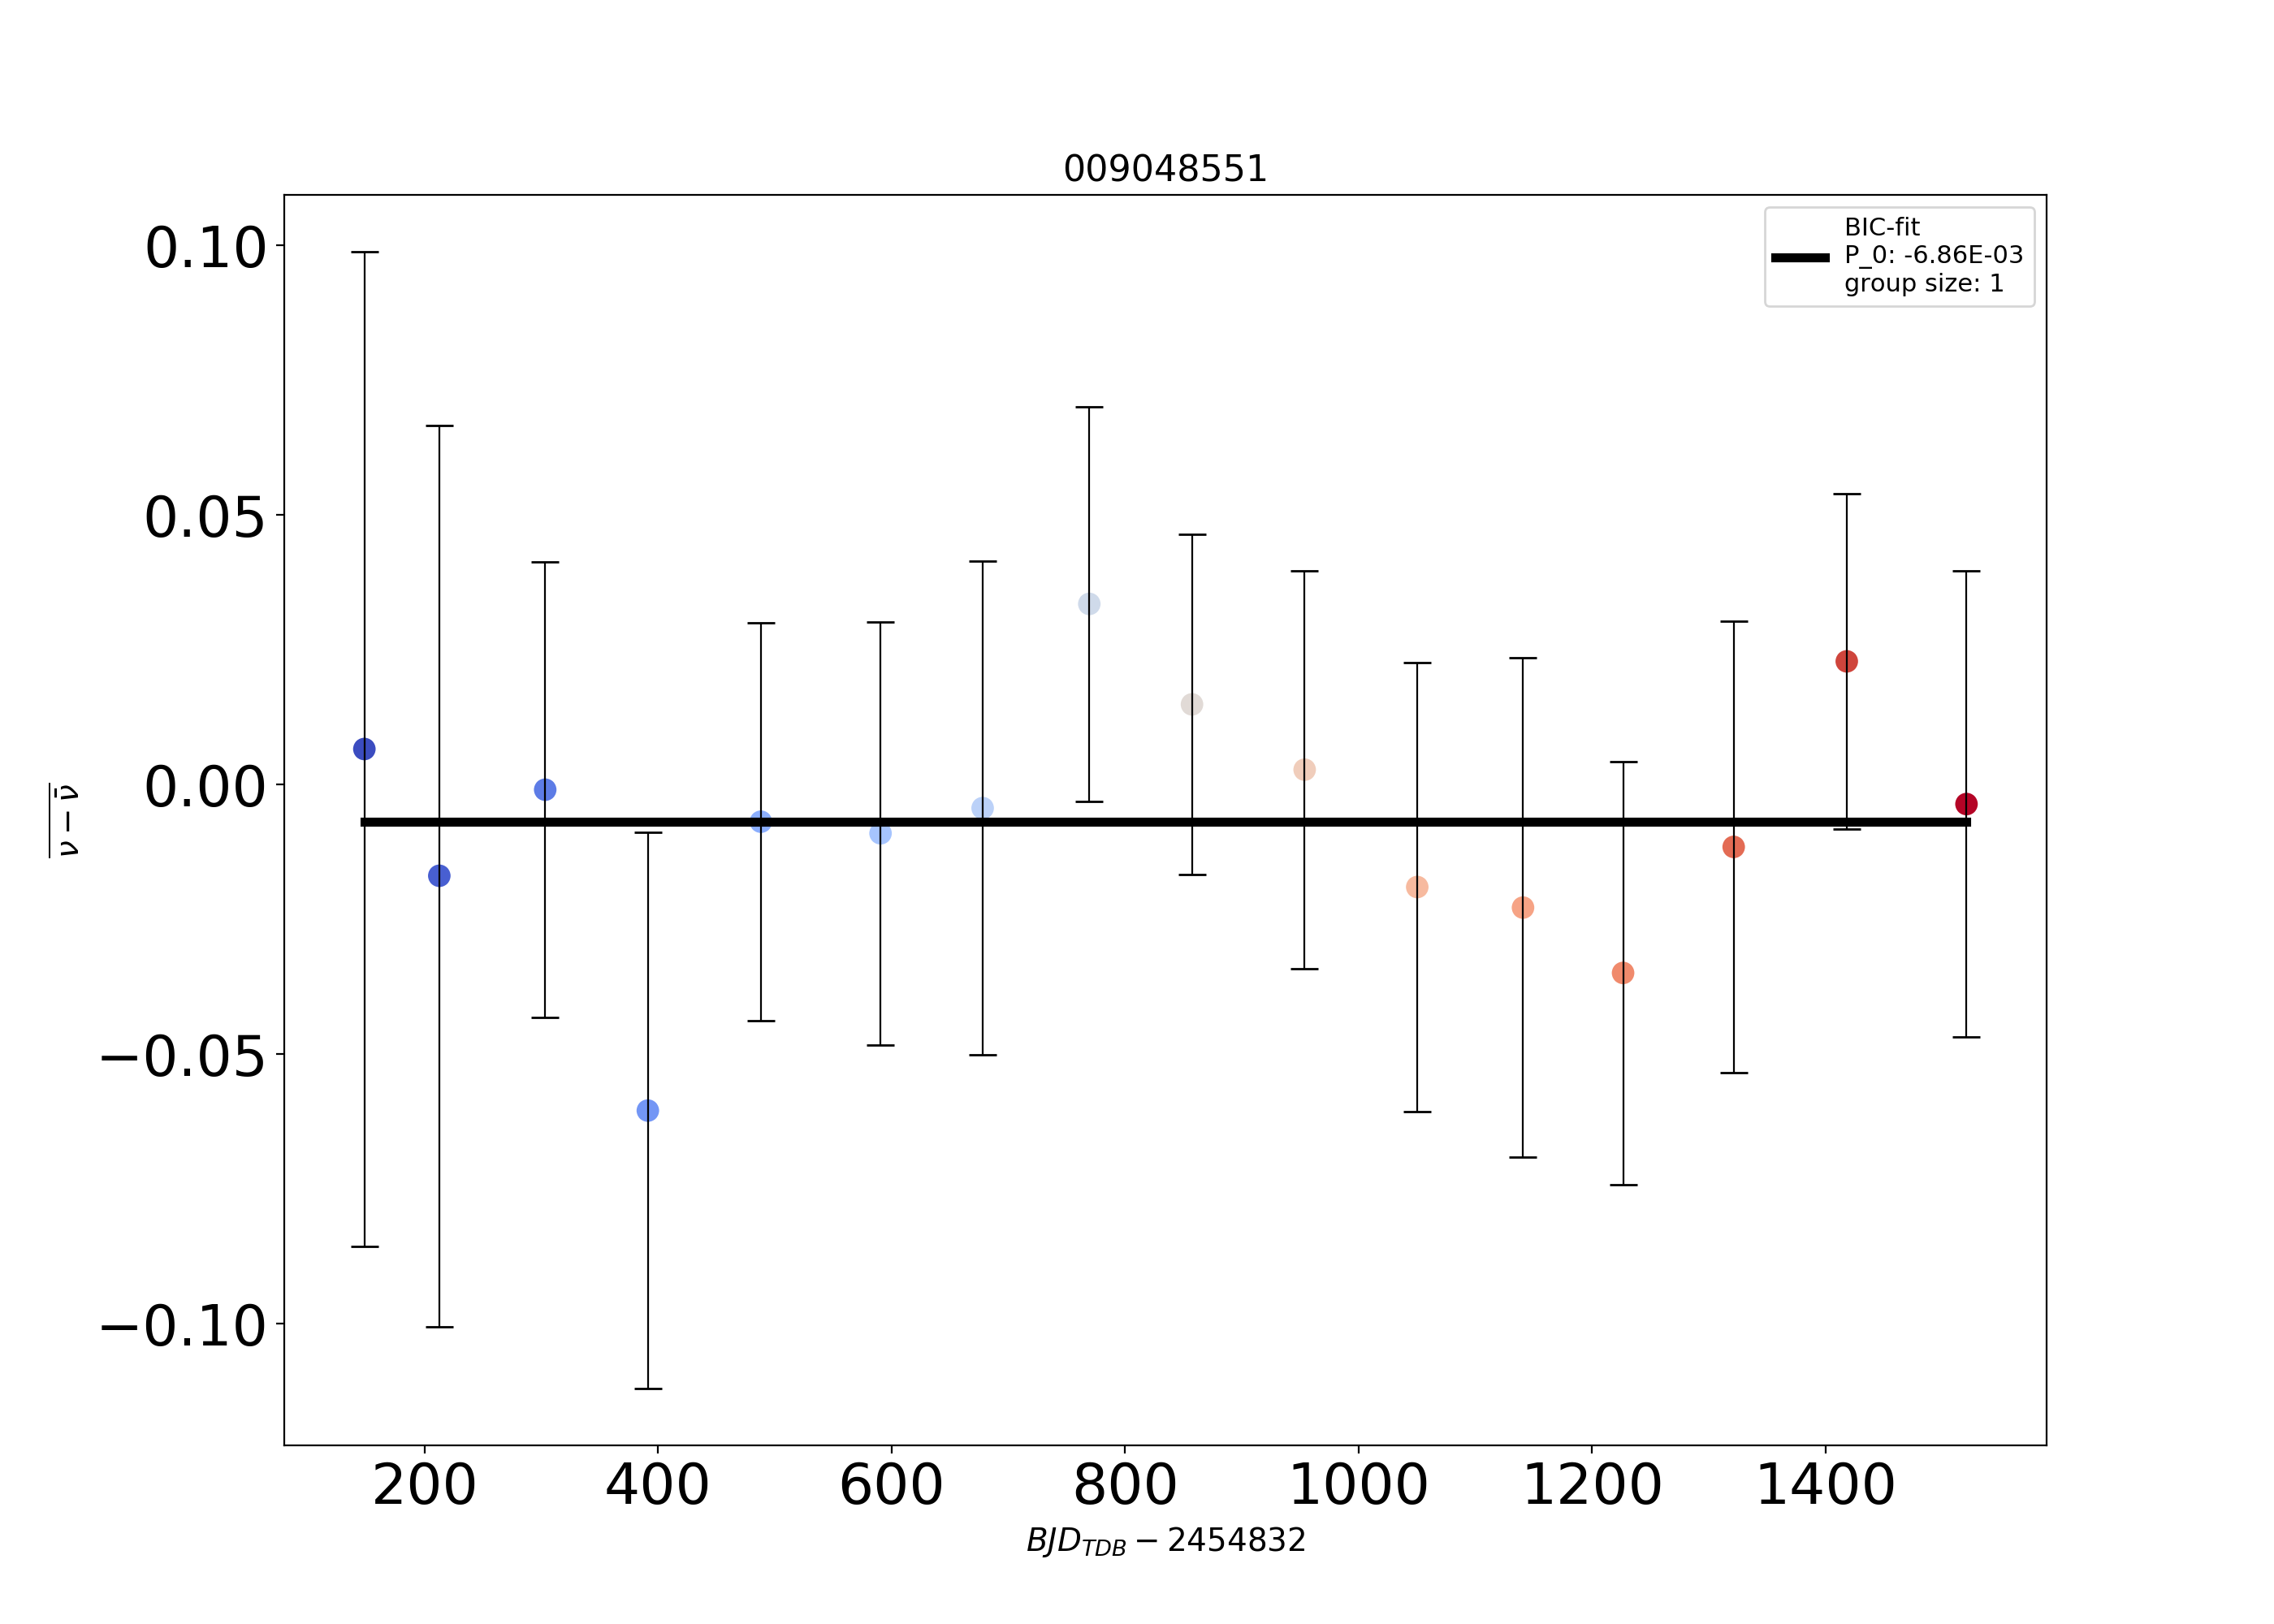 009048551
BIC-fit
P_0: -6.86E-03
group size: 1
0.10
0.05
0.00
−0.05
−0.10
ν − ν̄
200 400 600 800 1000 1200 1400
BJD_TDB − 2454832